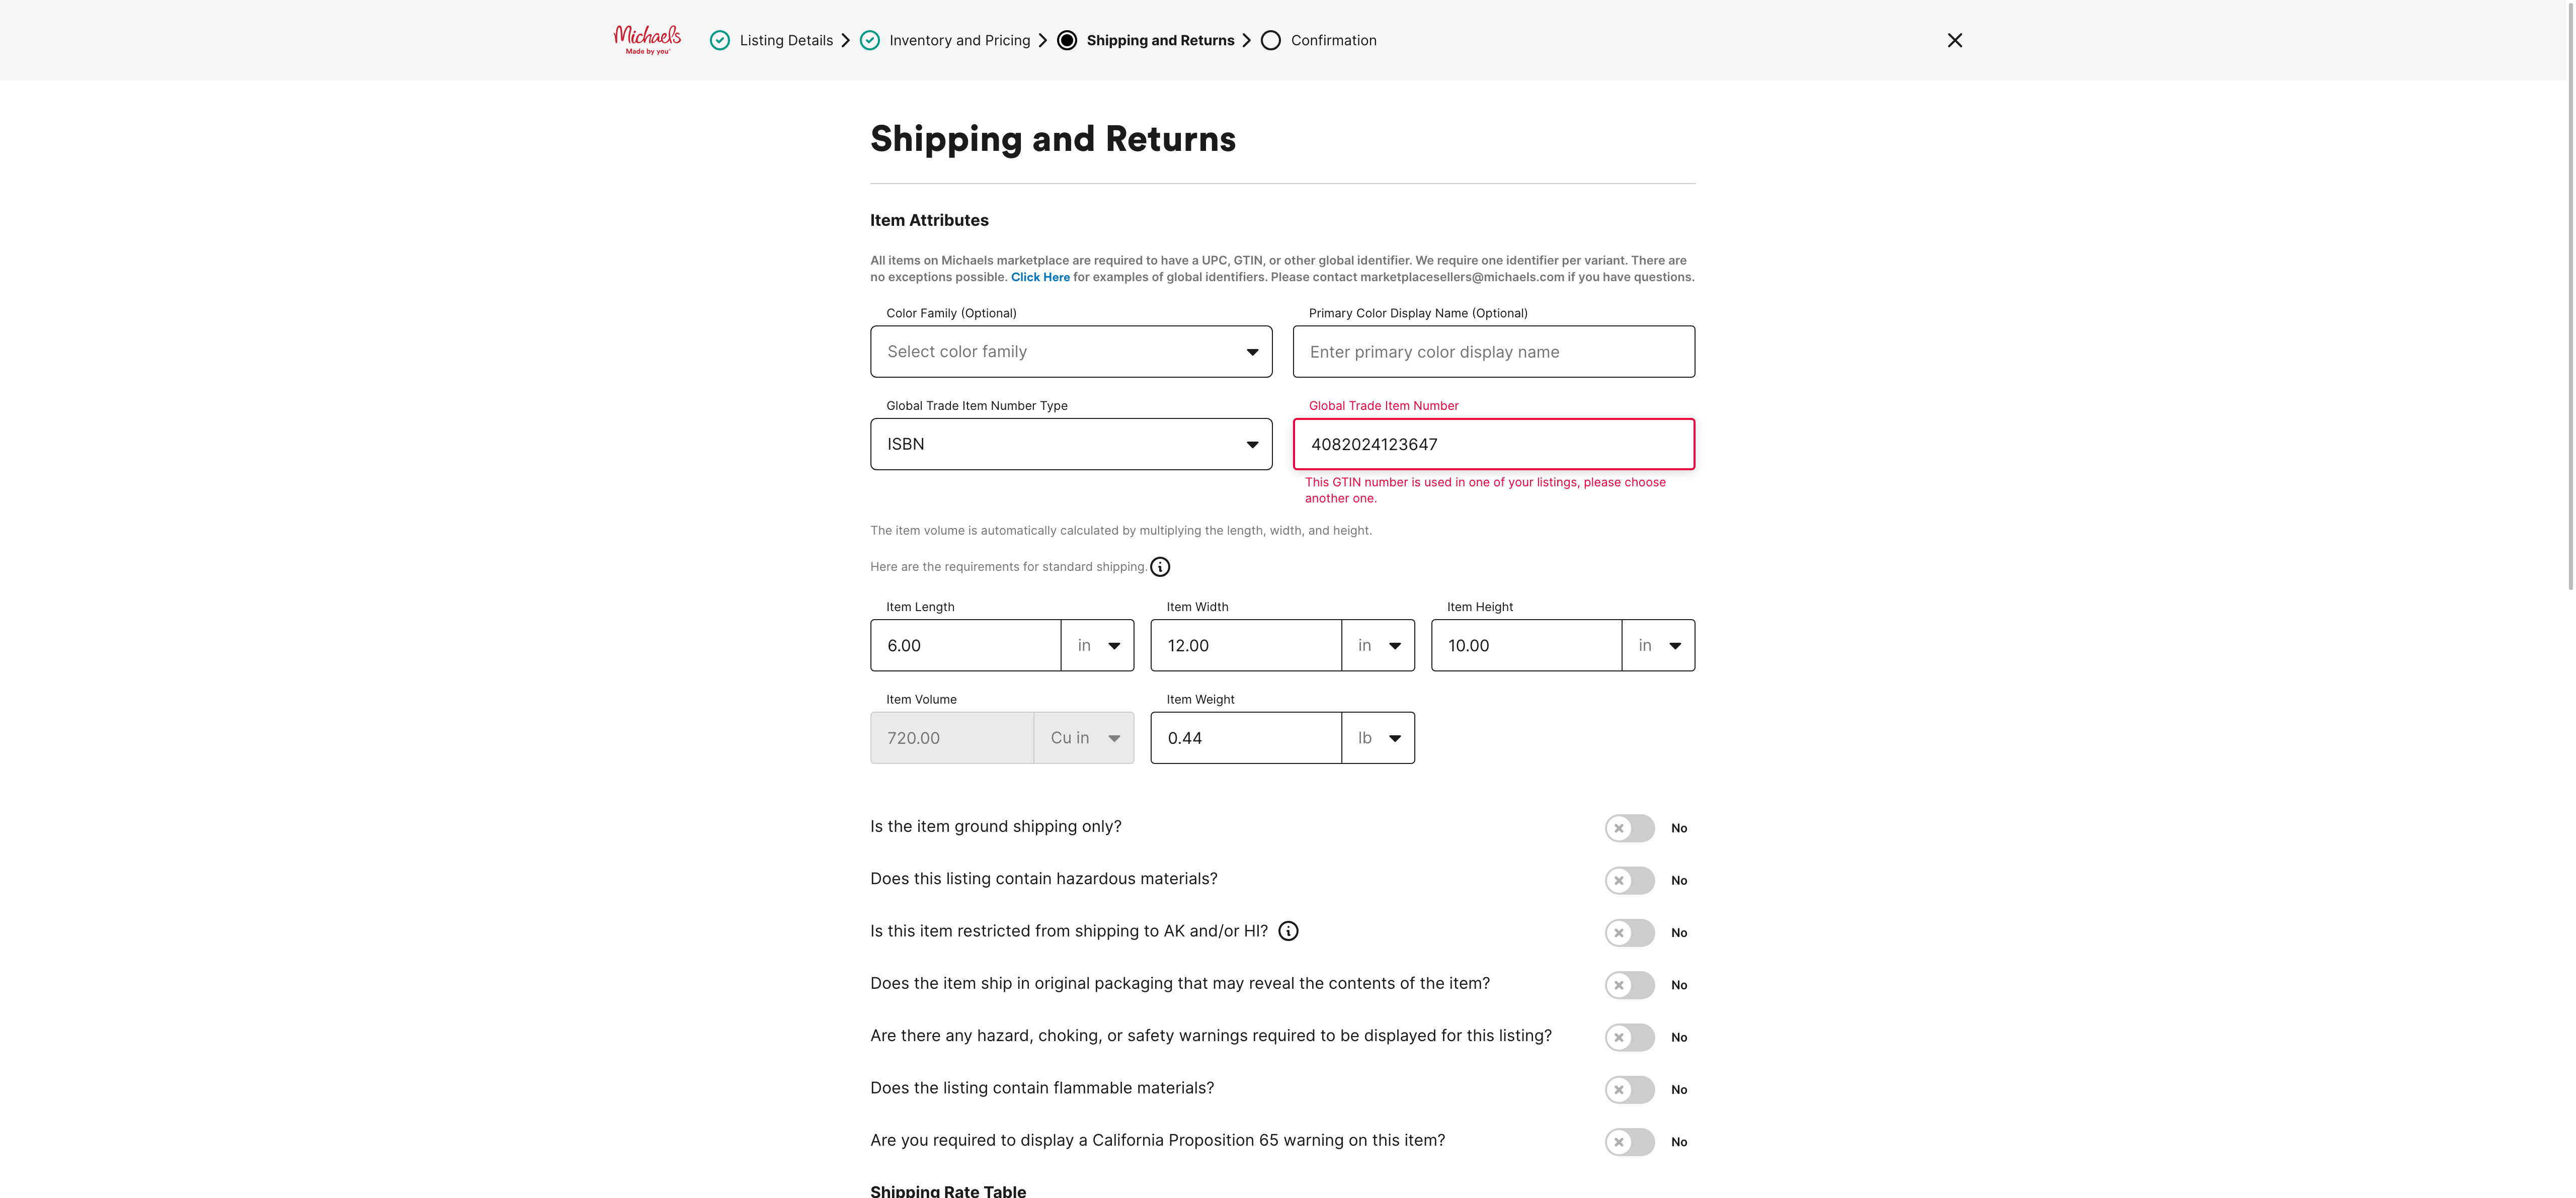 Michaels
Made by you
Listing Details
Inventory and Pricing
Shipping and Returns
Confirmation
Shipping and Returns
Item Attributes
All items on Michaels marketplace are required to have a UPC, GTIN, or other global identifier. We require one identifier per variant. There are
no exceptions possible. Click Here for examples of global identifiers. Please contact marketplacesellers@michaels.com if you have questions.
Color Family (Optional)
Select color family
Primary Color Display Name (Optional)
Enter primary color display name
Global Trade Item Number Type
ISBN
Global Trade Item Number
4082024123647
This GTIN number is used in one of your listings, please choose
another one.
The item volume is automatically calculated by multiplying the length, width, and height.
Here are the requirements for standard shipping.
Item Length
6.00 in
Item Width
12.00 in
Item Height
10.00 in
Item Volume
720.00 Cu in
Item Weight
0.44 lb
Is the item ground shipping only? No
Does this listing contain hazardous materials? No
Is this item restricted from shipping to AK and/or HI? No
Does the item ship in original packaging that may reveal the contents of the item? No
Are there any hazard, choking, or safety warnings required to be displayed for this listing? No
Does the listing contain flammable materials? No
Are you required to display a California Proposition 65 warning on this item? No
Shipping Rate Table